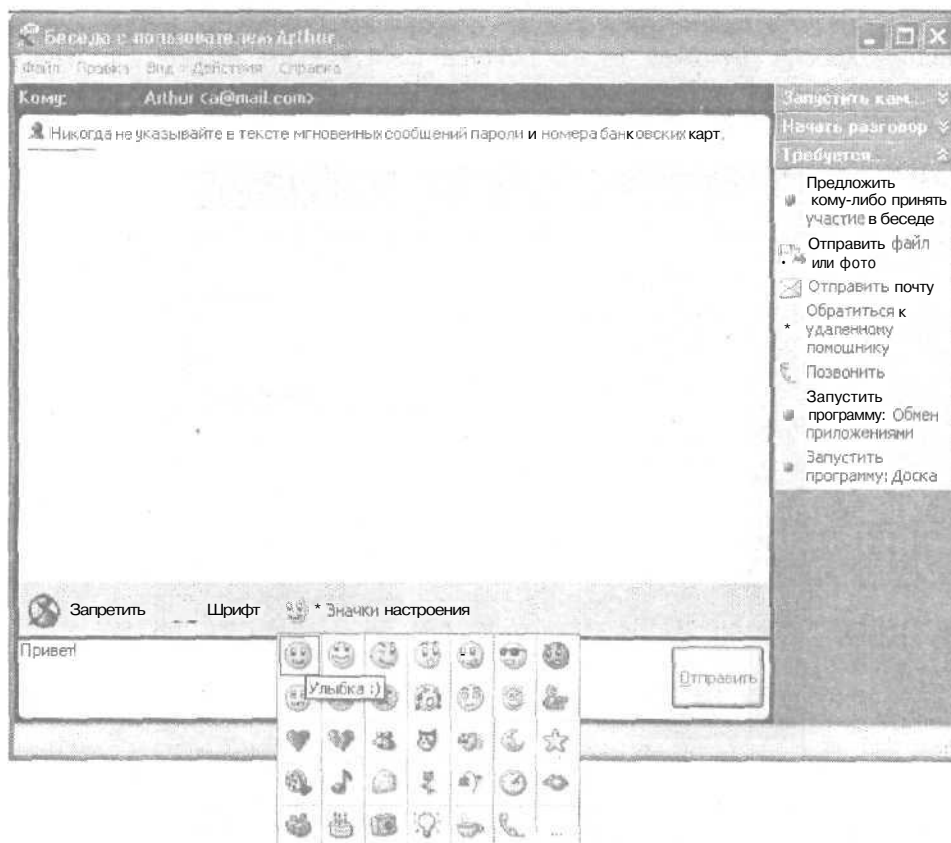 Беседа с пользователем Arthur
Файл Правка Вид Действия Справка
Кому: Arthur <a@mail.com>
Никогда не указывайте в тексте мгновенных сообщений пароли и номера банковских карт.
Запустить кам...
Начать разговор
Требуется...
Предложить
кому-либо принять
участие в беседе
Отправить файл
или фото
Отправить почту
Обратиться к
удаленному
помощнику
Позвонить
Запустить
программу: Обмен
приложениями
Запустить
программу: Доска
Запретить Шрифт Значки настроения
Привет!
Улыбка :)
Отправить
...